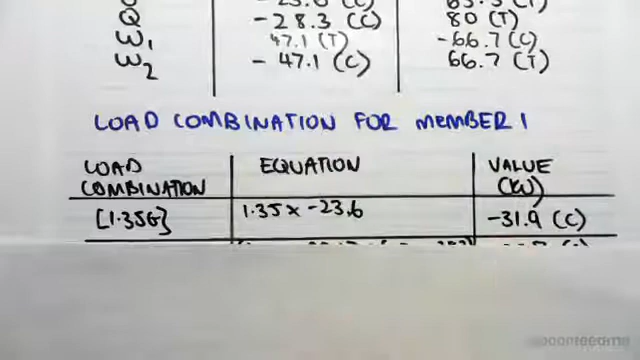 Q -28.3 (C) 80 (T)
W1 47.1 (T) -66.7 (C)
W2 -47.1 (C) 66.7 (T)
LOAD COMBINATION FOR MEMBER 1
LOAD COMBINATION EQUATION VALUE (kN)
[1.35G] 1.35 x -23.6 -31.9 (C)